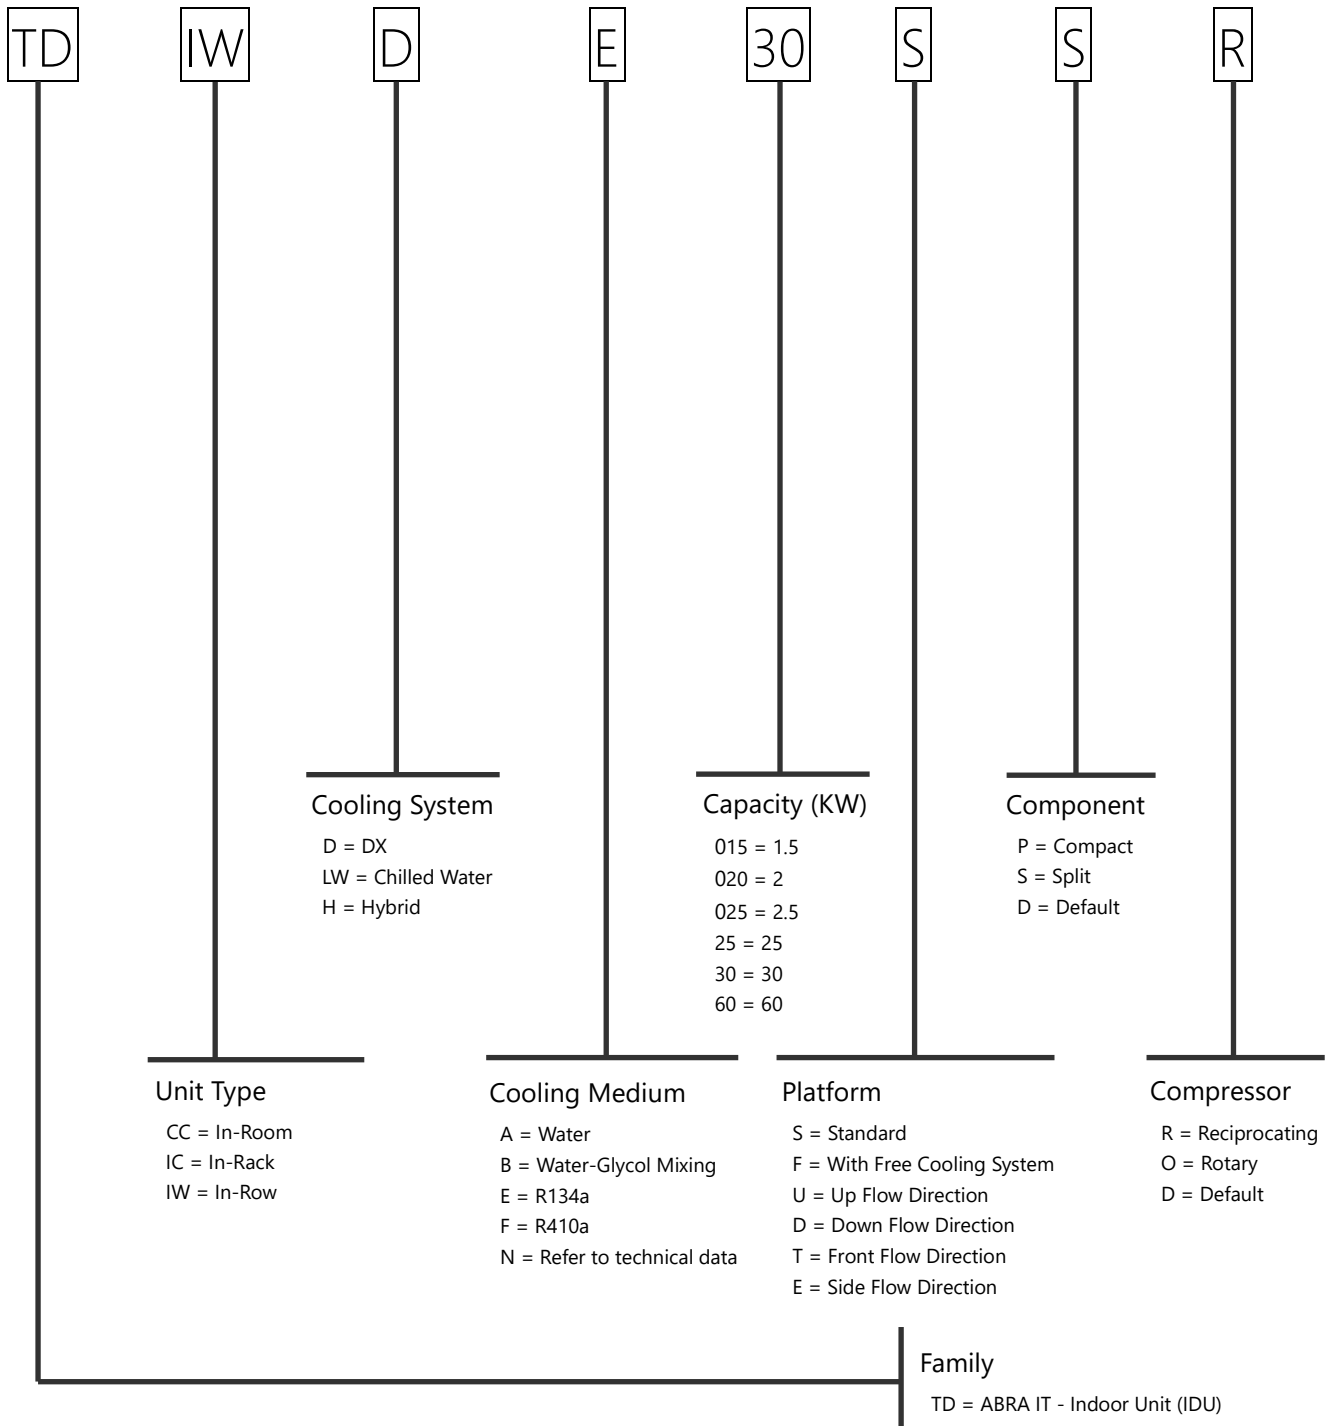 TD IW D E 30 S S R
Cooling System
D = DX
LW = Chilled Water
H = Hybrid
Capacity (KW)
015 = 1.5
020 = 2
025 = 2.5
25 = 25
30 = 30
60 = 60
Component
P = Compact
S = Split
D = Default
Unit Type
CC = In-Room
IC = In-Rack
IW = In-Row
Cooling Medium
A = Water
B = Water-Glycol Mixing
E = R134a
F = R410a
N = Refer to technical data
Platform
S = Standard
F = With Free Cooling System
U = Up Flow Direction
D = Down Flow Direction
T = Front Flow Direction
E = Side Flow Direction
Compressor
R = Reciprocating
O = Rotary
D = Default
Family
TD = ABRA IT - Indoor Unit (IDU)